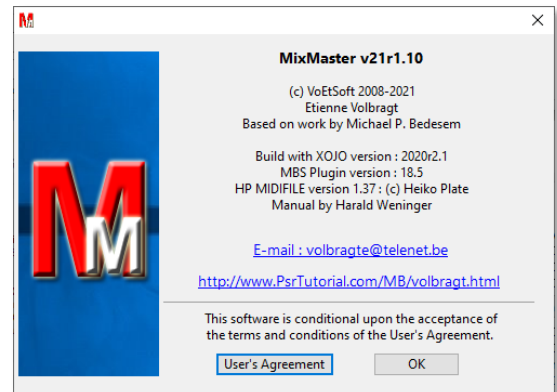 MM
MixMaster v21r1.10
(c) VoEtSoft 2008-2021
Etienne Volbragt
Based on work by Michael P. Bedesem
Build with XOJO version : 2020r2.1
MBS Plugin version : 18.5
HP MIDIFILE version 1.37 : (c) Heiko Plate
Manual by Harald Weninger
E-mail : volbragte@telenet.be
http://www.PsrTutorial.com/MB/volbragt.html
MM
This software is conditional upon the acceptance of
the terms and conditions of the User's Agreement.
User's Agreement
OK